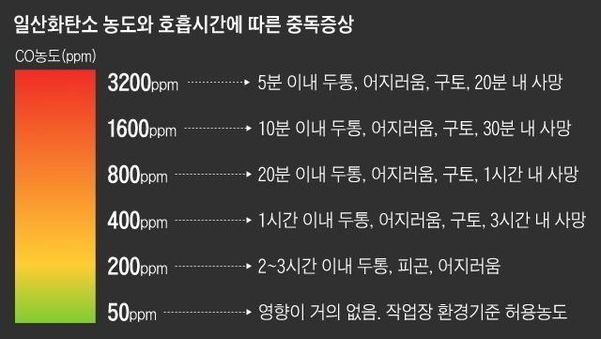 일산화탄소 농도와 호흡시간에 따른 중독증상
CO농도(ppm)
3200ppm 5분 이내 두통, 어지러움, 구토, 20분 내 사망
1600ppm 10분 이내 두통, 어지러움, 구토, 30분 내 사망
800ppm 20분 이내 두통, 어지러움, 구토, 1시간 내 사망
400ppm 1시간 이내 두통, 어지러움, 구토, 3시간 내 사망
200ppm 2~3시간 이내 두통, 피곤, 어지러움
50ppm 영향이 거의 없음. 작업장 환경기준 허용농도